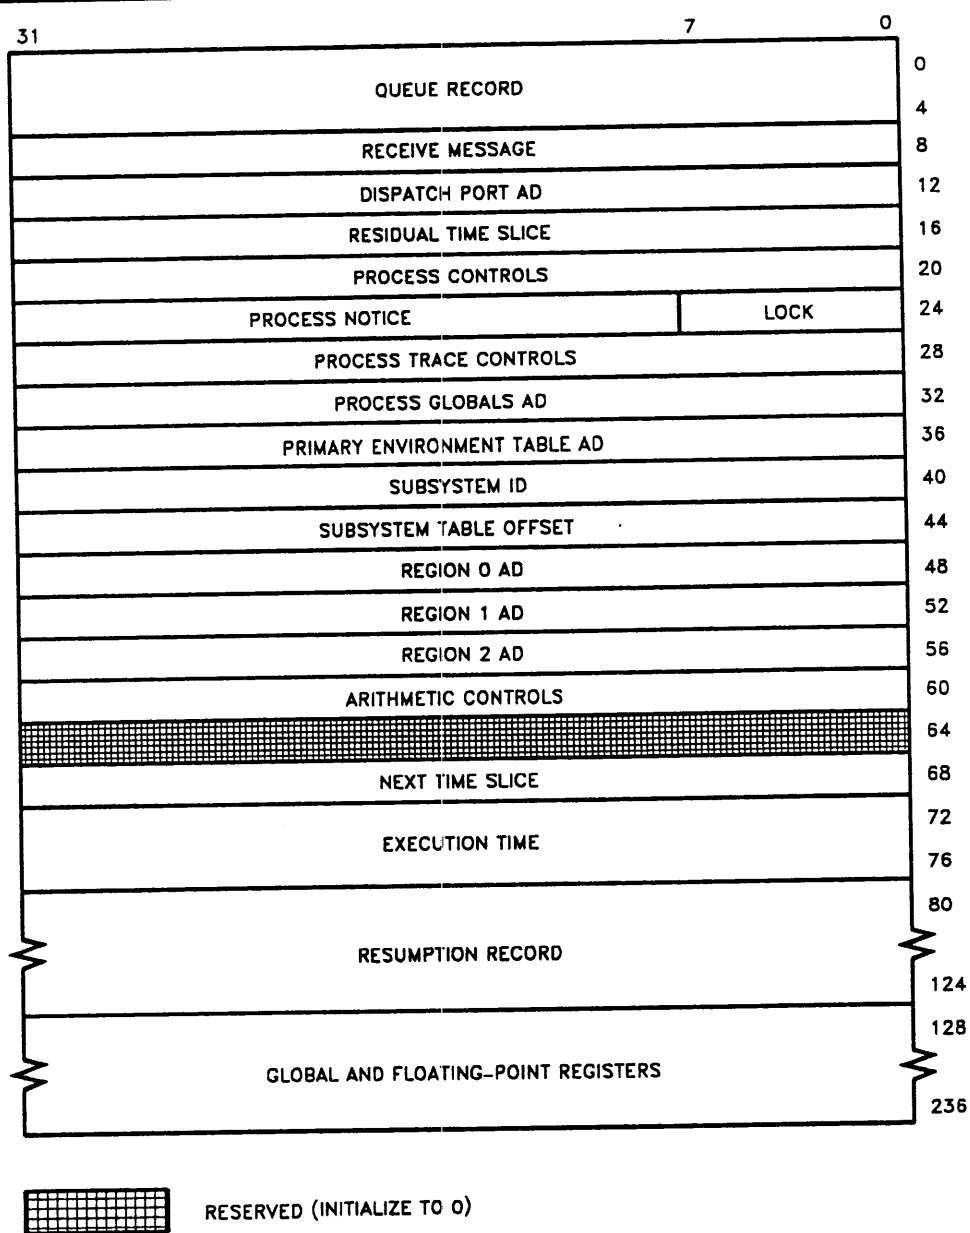 31 7 0
QUEUE RECORD 0
4
RECEIVE MESSAGE 8
DISPATCH PORT AD 12
RESIDUAL TIME SLICE 16
PROCESS CONTROLS 20
PROCESS NOTICE LOCK 24
PROCESS TRACE CONTROLS 28
PROCESS GLOBALS AD 32
PRIMARY ENVIRONMENT TABLE AD 36
SUBSYSTEM ID 40
SUBSYSTEM TABLE OFFSET 44
REGION 0 AD 48
REGION 1 AD 52
REGION 2 AD 56
ARITHMETIC CONTROLS 60
64
NEXT TIME SLICE 68
72
EXECUTION TIME
76
80
RESUMPTION RECORD
124
128
GLOBAL AND FLOATING-POINT REGISTERS
236
RESERVED (INITIALIZE TO 0)